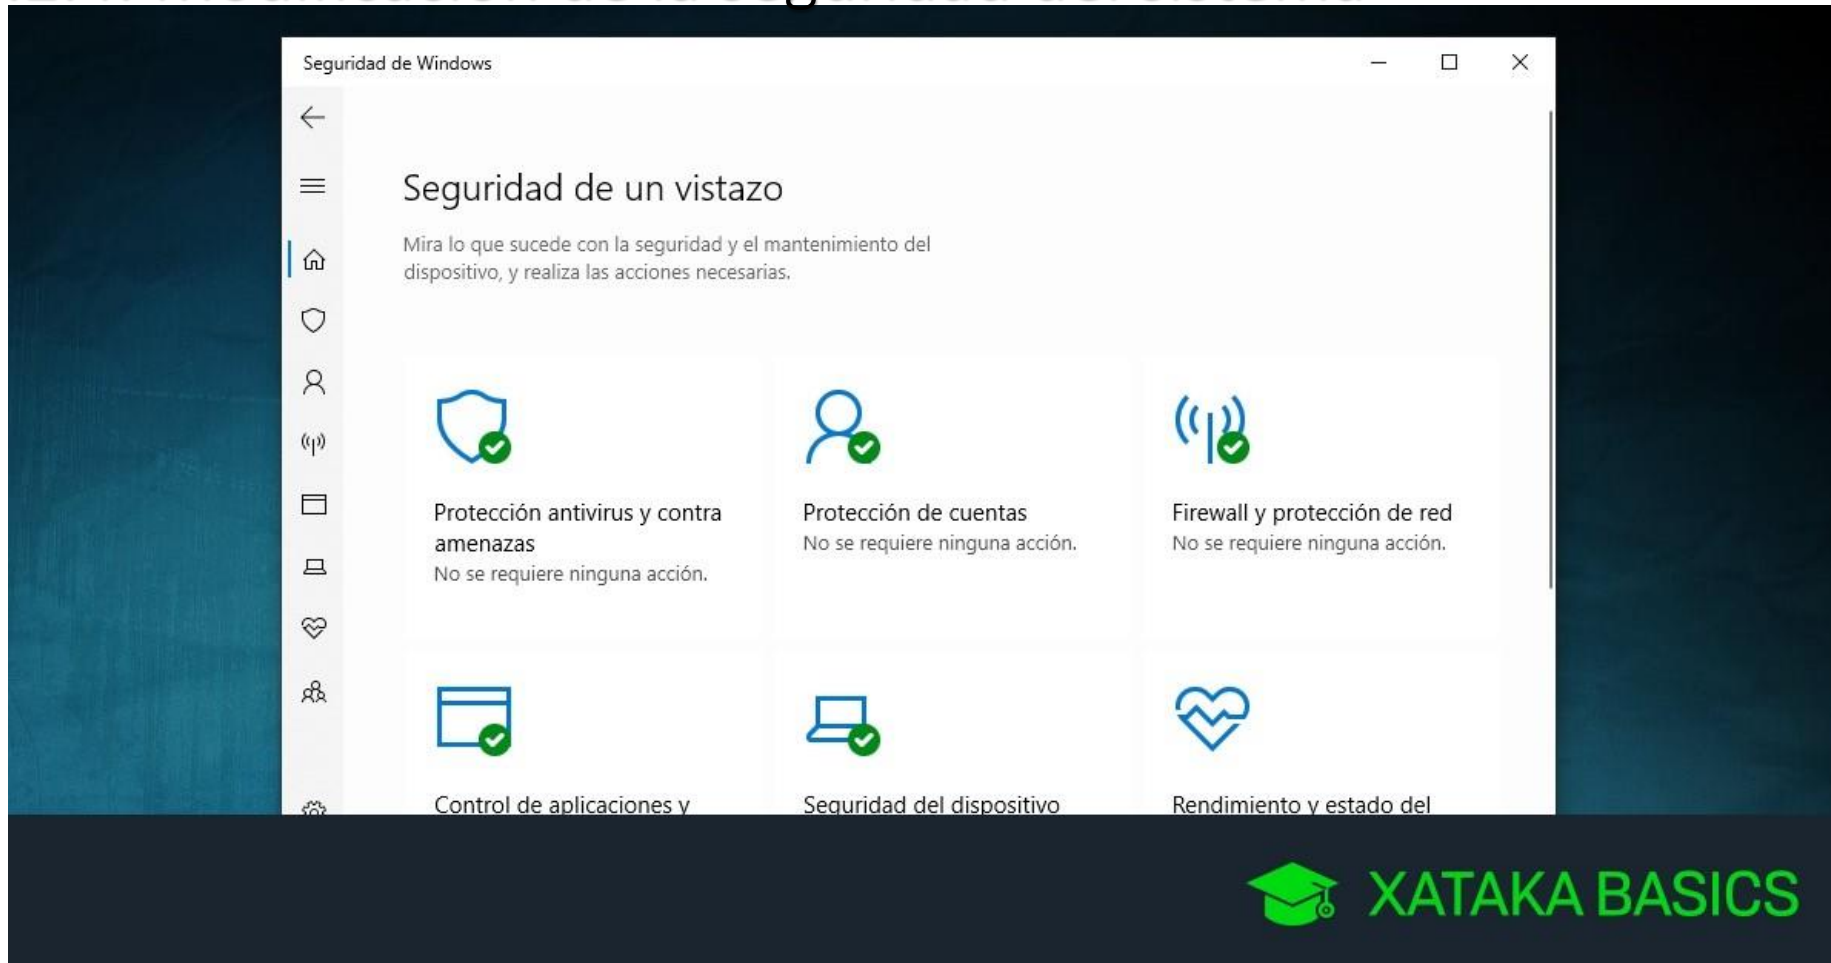 Seguridad de Windows
Seguridad de un vistazo
Mira lo que sucede con la seguridad y el mantenimiento del
dispositivo, y realiza las acciones necesarias.
Protección antivirus y contra
amenazas
No se requiere ninguna acción.
Protección de cuentas
No se requiere ninguna acción.
Firewall y protección de red
No se requiere ninguna acción.
Control de aplicaciones y
Seguridad del dispositivo
Rendimiento y estado del
XATAKA BASICS